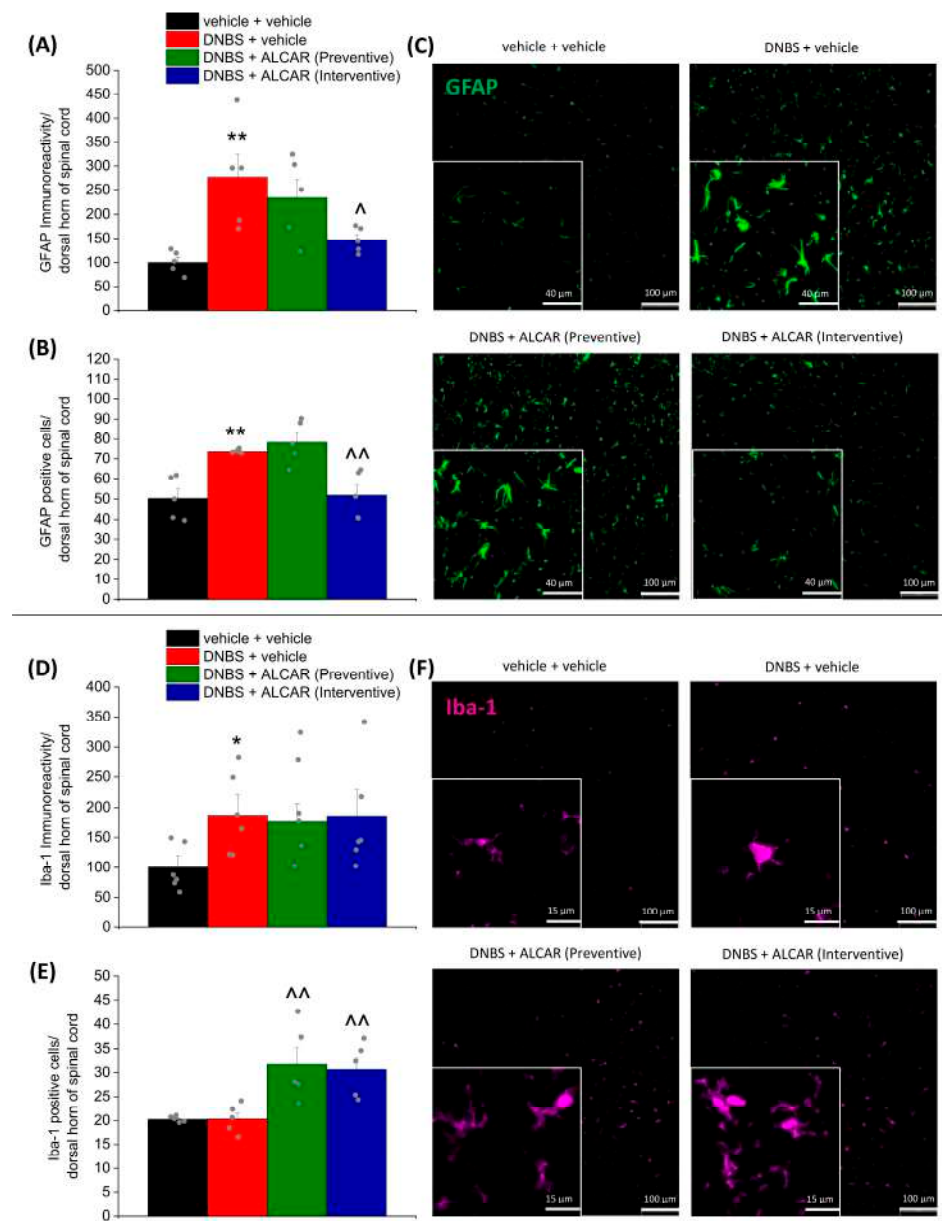 vehicle + vehicle
DNBS + vehicle
DNBS + ALCAR (Preventive)
DNBS + ALCAR (Interventive)
(A)
GFAP Immunoreactivity/
dorsal horn of spinal cord
500
450
400
350
300
250
200
150
100
50
0
**
^
(B)
GFAP positive cells/
dorsal horn of spinal cord
120
110
100
90
80
70
60
50
40
30
20
10
0
**
^^
(C)
vehicle + vehicle
DNBS + vehicle
GFAP
40 µm
100 µm
40 µm
100 µm
DNBS + ALCAR (Preventive)
DNBS + ALCAR (Interventive)
40 µm
100 µm
40 µm
100 µm
vehicle + vehicle
DNBS + vehicle
DNBS + ALCAR (Preventive)
DNBS + ALCAR (Interventive)
(D)
Iba-1 Immunoreactivity/
dorsal horn of spinal cord
400
350
300
250
200
150
100
50
0
*
(E)
Iba-1 positive cells/
dorsal horn of spinal cord
50
45
40
35
30
25
20
15
10
5
0
^^
^^
(F)
vehicle + vehicle
DNBS + vehicle
Iba-1
15 µm
100 µm
15 µm
100 µm
DNBS + ALCAR (Preventive)
DNBS + ALCAR (Interventive)
15 µm
100 µm
15 µm
100 µm